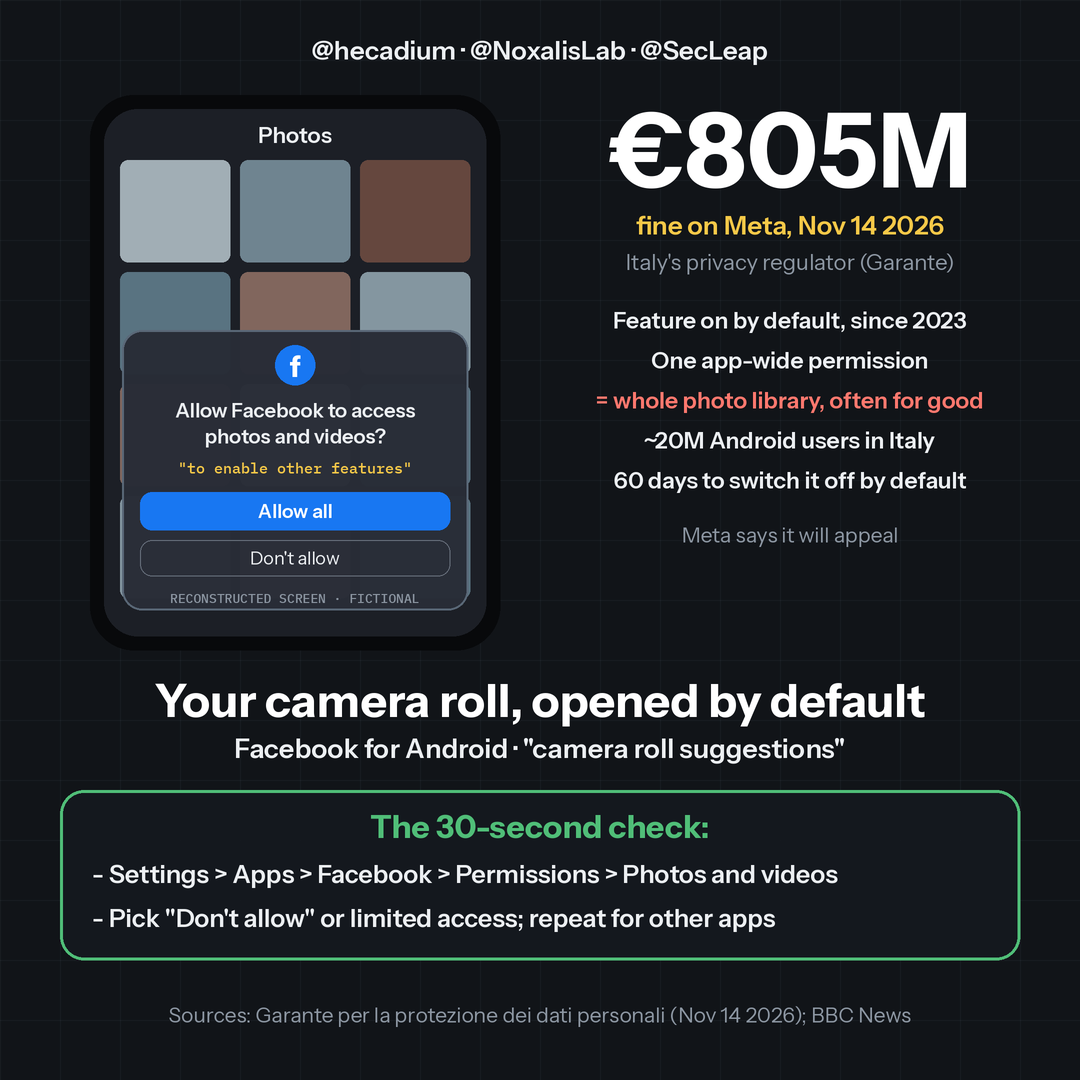 @hecadium · @NoxalisLab · @SecLeap
Photos
f
Allow Facebook to access
photos and videos?
"to enable other features"
Allow all
Don't allow
RECONSTRUCTED SCREEN · FICTIONAL
€805M
fine on Meta, Nov 14 2026
Italy's privacy regulator (Garante)
Feature on by default, since 2023
One app-wide permission
= whole photo library, often for good
~20M Android users in Italy
60 days to switch it off by default
Meta says it will appeal
Your camera roll, opened by default
Facebook for Android · "camera roll suggestions"
The 30-second check:
- Settings > Apps > Facebook > Permissions > Photos and videos
- Pick "Don't allow" or limited access; repeat for other apps
Sources: Garante per la protezione dei dati personali (Nov 14 2026); BBC News